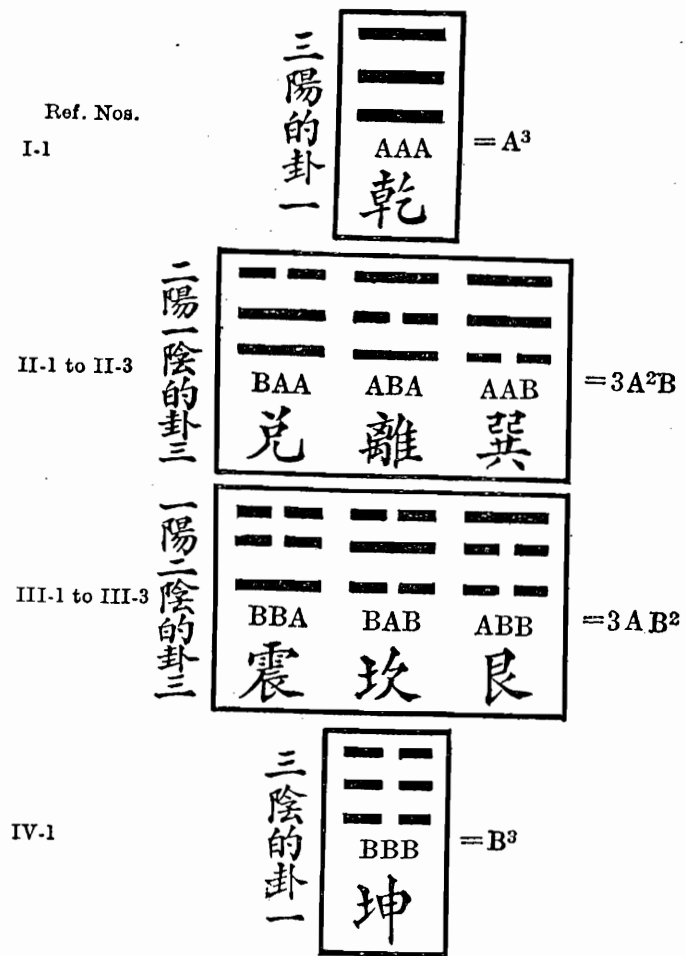 Ref. Nos.
I-1
三陽的卦一
AAA
乾
=A³
II-1 to II-3
二陽一陰的卦三
BAA ABA AAB
兌 離 巽
=3A²B
III-1 to III-3
一陽二陰的卦三
BBA BAB ABB
震 坎 艮
=3AB²
IV-1
三陰的卦一
BBB
坤
=B³